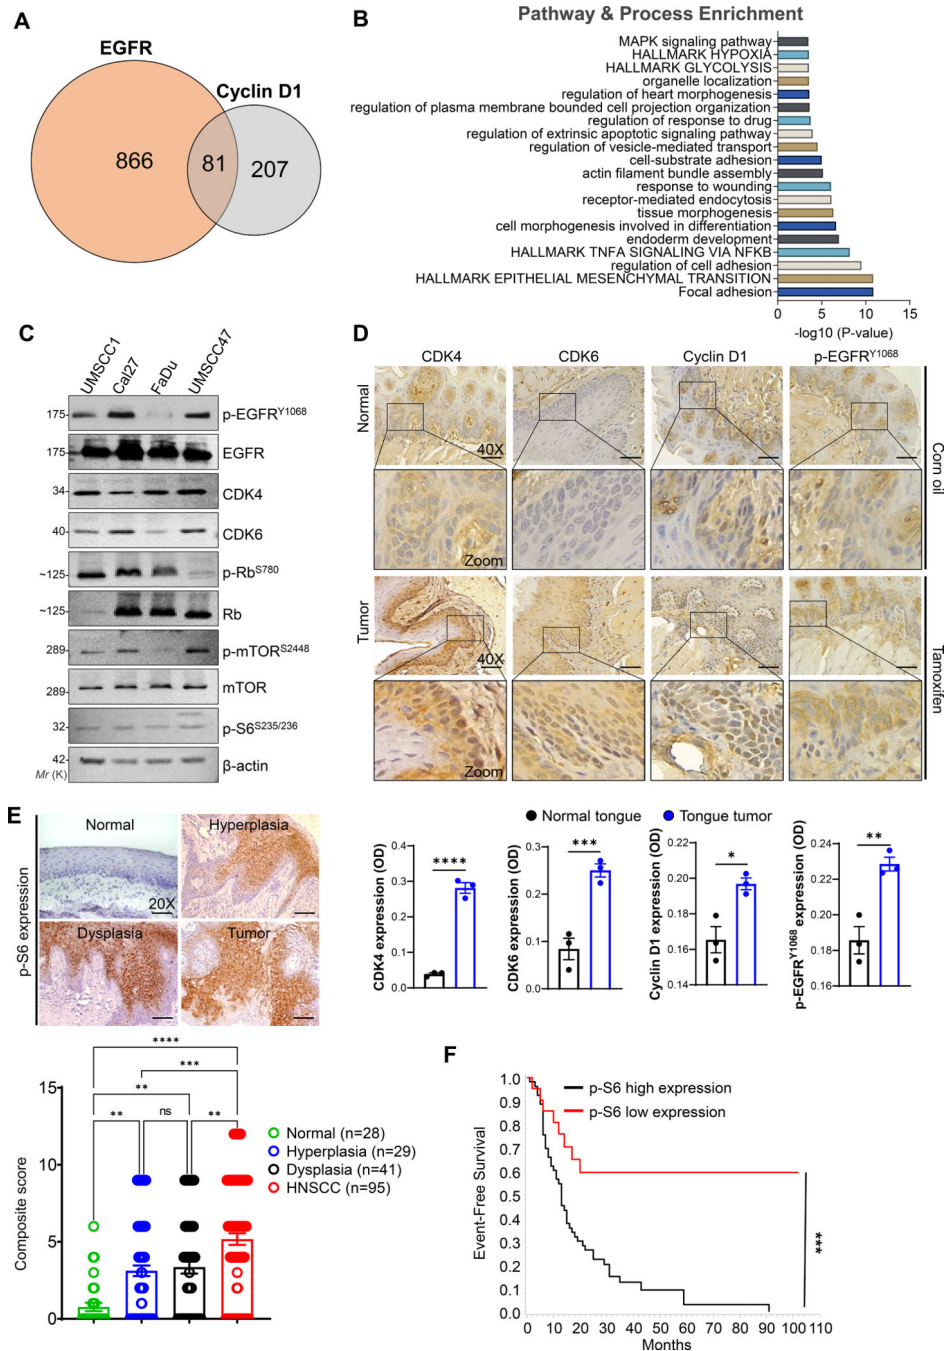 A
EGFR
Cyclin D1
866
81
207
B
Pathway & Process Enrichment
MAPK signaling pathway
HALLMARK HYPOXIA
HALLMARK GLYCOLYSIS
organelle localization
regulation of heart morphogenesis
regulation of plasma membrane bounded cell projection organization
regulation of response to drug
regulation of extrinsic apoptotic signaling pathway
regulation of vesicle-mediated transport
cell-substrate adhesion
actin filament bundle assembly
response to wounding
receptor-mediated endocytosis
tissue morphogenesis
cell morphogenesis involved in differentiation
endoderm development
HALLMARK TNFA SIGNALING VIA NFKB
regulation of cell adhesion
HALLMARK EPITHELIAL MESENCHYMAL TRANSITION
Focal adhesion
0 5 10 15
-log10 (P-value)
C
UMSCC1
Cal27
FaDu
UMSCC47
175 p-EGFRY1068
175 EGFR
34 CDK4
40 CDK6
~125 p-RbS780
~125 Rb
289 p-mTORS2448
289 mTOR
32 p-S6S235/236
42 β-actin
Mr (K)
D
CDK4 CDK6 Cyclin D1 p-EGFRY1068
Normal
40X
Zoom
Corn oil
Tumor
40X
Zoom
Tamoxifen
Normal tongue Tongue tumor
CDK4 expression (OD)
0.4
0.3
0.2
0.1
0.0
****
CDK6 expression (OD)
0.3
0.2
0.1
0.0
***
Cyclin D1 expression (OD)
0.22
0.20
0.18
0.16
0.14
*
p-EGFRY1068 expression (OD)
0.24
0.22
0.20
0.18
0.16
**
E
p-S6 expression
Normal
20X
Hyperplasia
Dysplasia
Tumor
****
***
**
** ns **
Composite score
15
10
5
0
Normal (n=28)
Hyperplasia (n=29)
Dysplasia (n=41)
HNSCC (n=95)
F
p-S6 high expression
p-S6 low expression
Event-Free Survival
1.0
0.9
0.8
0.7
0.6
0.5
0.4
0.3
0.2
0.1
0.0
0 10 20 30 40 50 60 70 80 90 100 110
Months
***